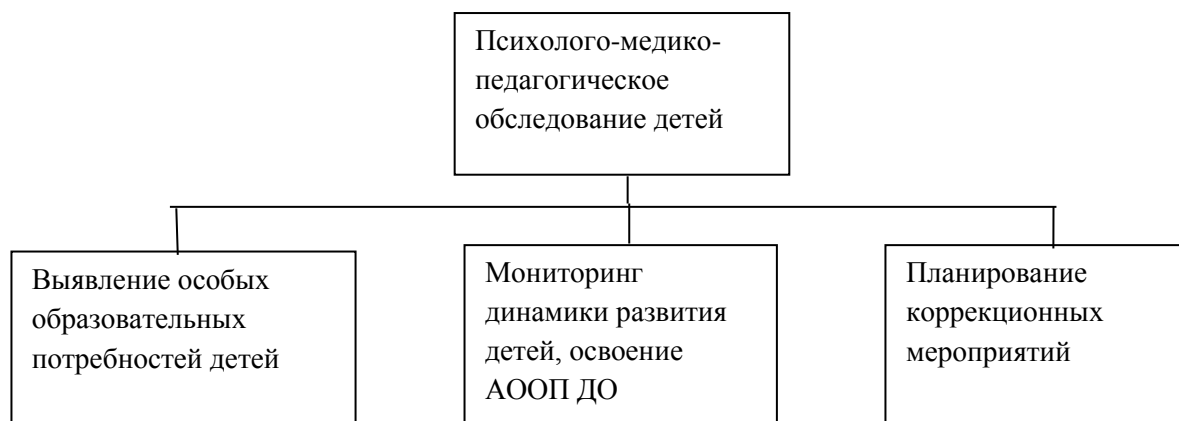 Психолого-медико-
педагогическое
обследование детей
Выявление особых
образовательных
потребностей детей
Мониторинг
динамики развития
детей, освоение
АООП ДО
Планирование
коррекционных
мероприятий